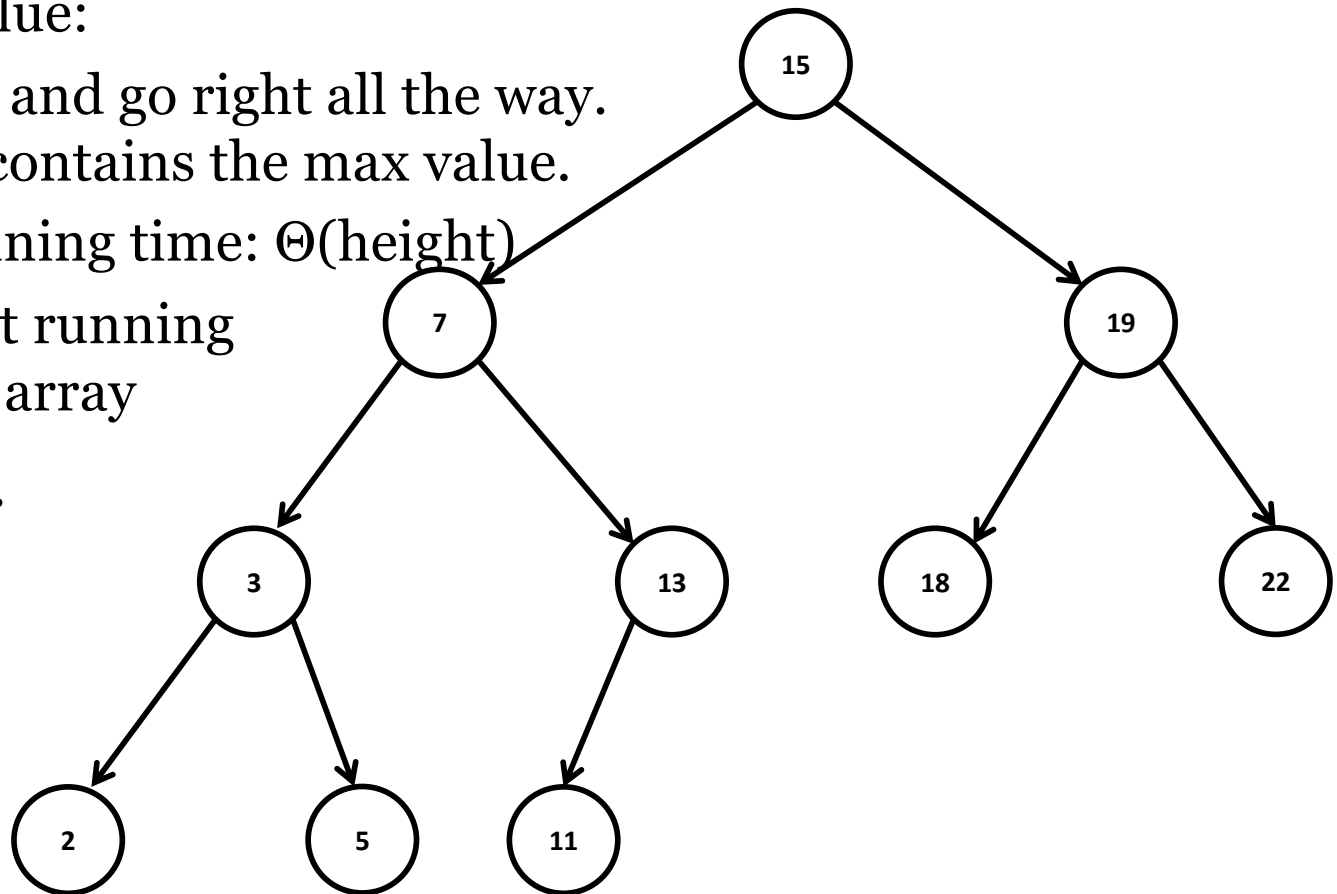 lue:
and go right all the way.
contains the max value.
ning time: Θ(height)
t running
array
.
15
7
19
3
13
18
22
2
5
11